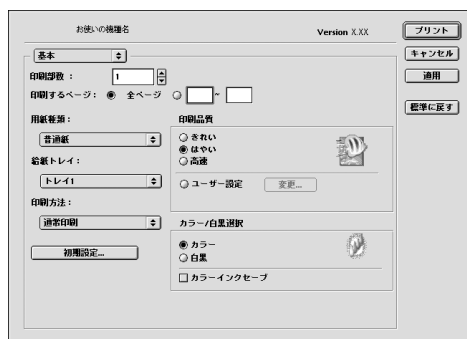 お使いの機種名 Version X.XX
プリント
キャンセル
適用
標準に戻す
基本
印刷部数： 1
印刷するページ： 全ページ ~
用紙種類：
普通紙
給紙トレイ：
トレイ1
印刷方法：
通常印刷
初期設定...
印刷品質
きれい
はやい
高速
ユーザー設定 変更...
カラー/白黒選択
カラー
白黒
カラーインクセーブ